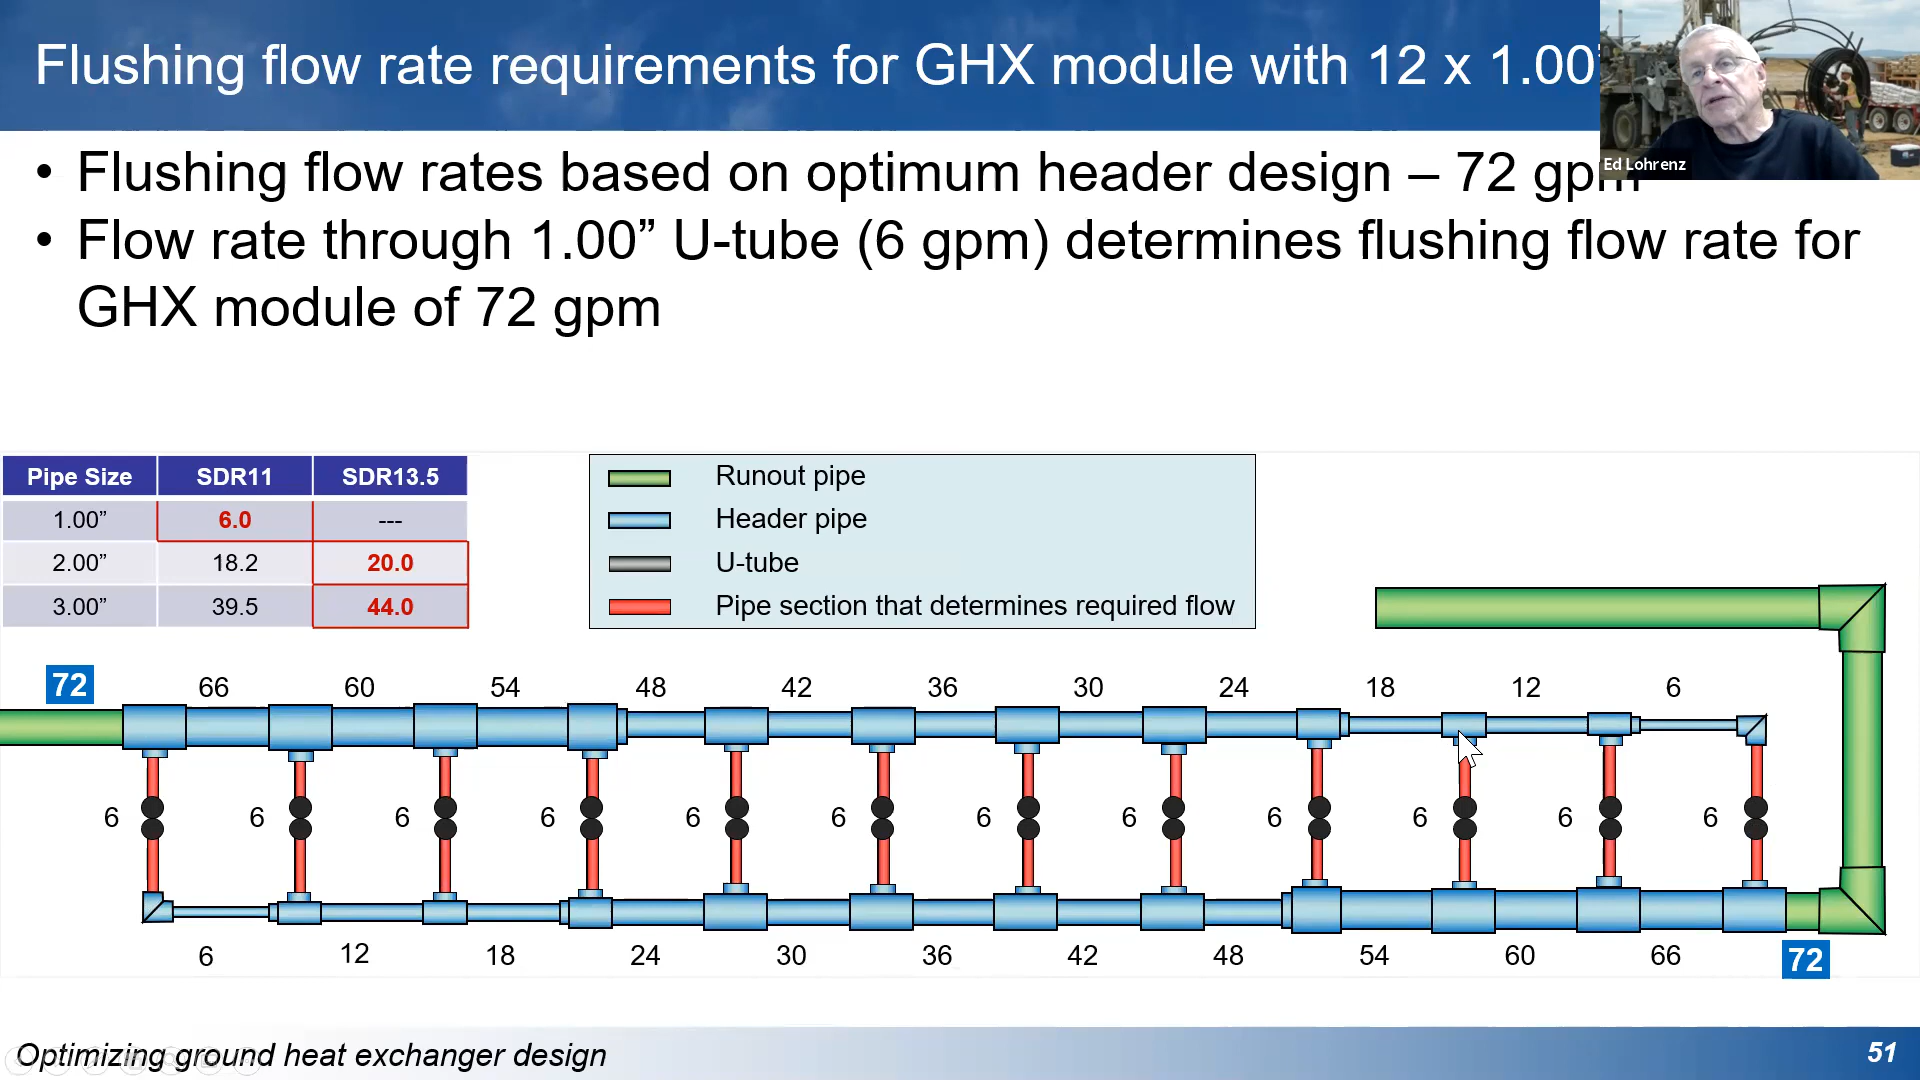 Flushing flow rate requirements for GHX module with 12 x 1.00”
Ed Lohrenz
• Flushing flow rates based on optimum header design – 72 gpm
• Flow rate through 1.00” U-tube (6 gpm) determines flushing flow rate for
GHX module of 72 gpm
Pipe Size SDR11 SDR13.5
1.00” 6.0 ---
2.00” 18.2 20.0
3.00” 39.5 44.0
Runout pipe
Header pipe
U-tube
Pipe section that determines required flow
72 66 60 54 48 42 36 30 24 18 12 6
6 6 6 6 6 6 6 6 6 6 6 6
6 12 18 24 30 36 42 48 54 60 66 72
Optimizing ground heat exchanger design
51